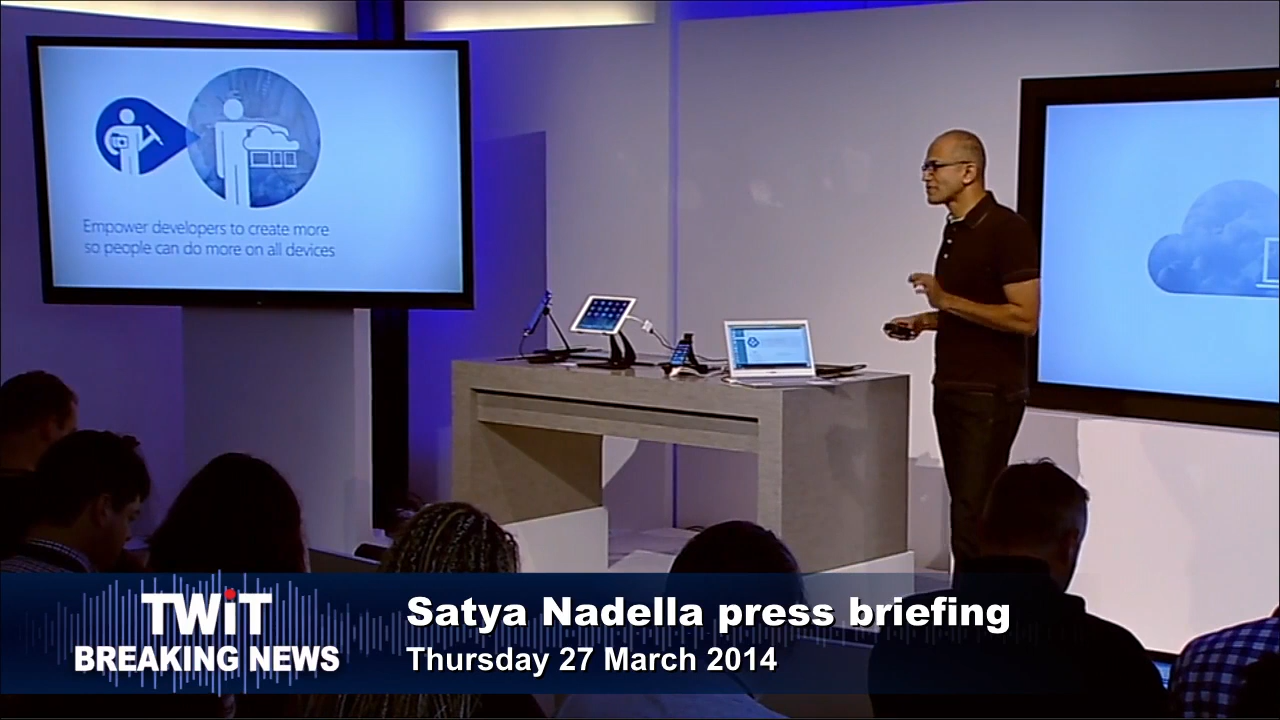 Empower developers to create more
so people can do more on all devices
TWiT
BREAKING NEWS
Satya Nadella press briefing
Thursday 27 March 2014